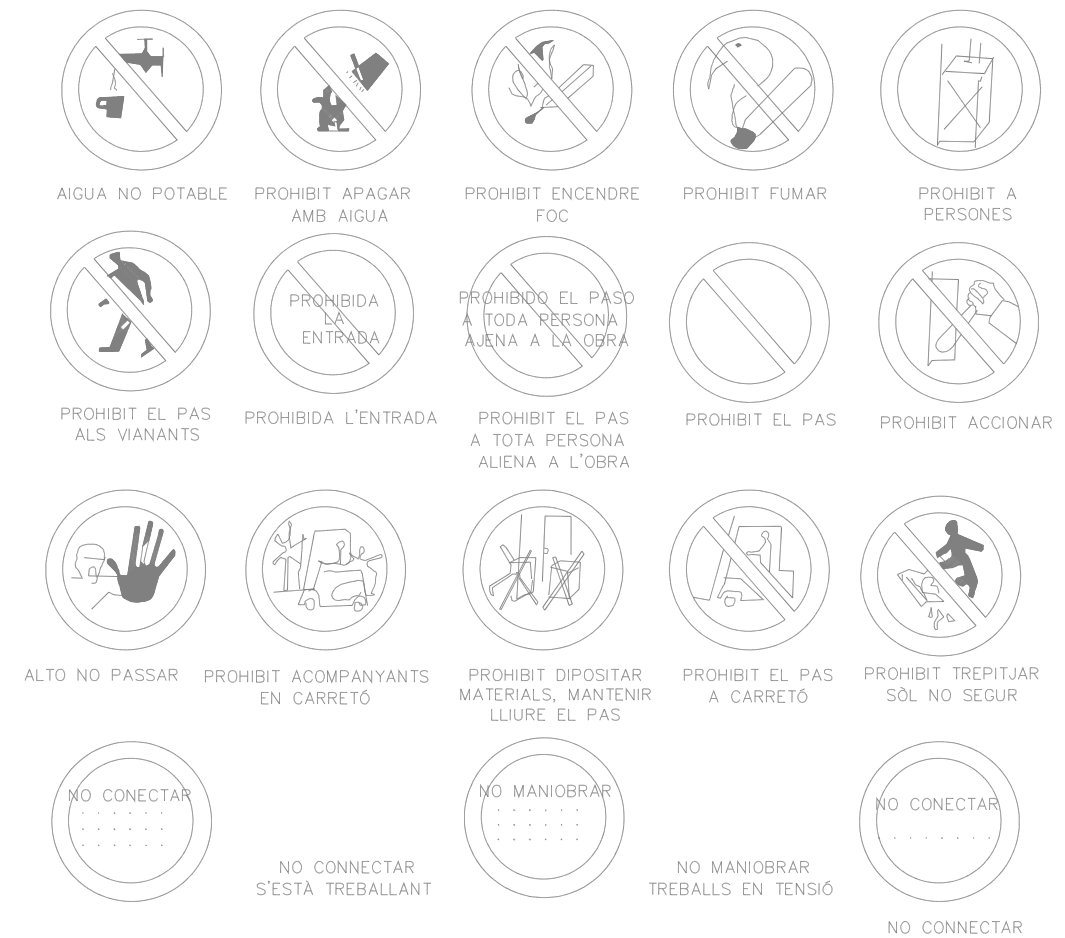 AIGUA NO POTABLE
PROHIBIT APAGAR
AMB AIGUA
PROHIBIT ENCENDRE
FOC
PROHIBIT FUMAR
PROHIBIT A
PERSONES
PROHIBIT EL PAS
ALS VIANANTS
PROHIBIDA
LA
ENTRADA
PROHIBIDA L'ENTRADA
PROHIBIDO EL PASO
A TODA PERSONA
AJENA A LA OBRA
PROHIBIT EL PAS
A TOTA PERSONA
ALIENA A L'OBRA
PROHIBIT EL PAS
PROHIBIT ACCIONAR
ALTO NO PASSAR
PROHIBIT ACOMPANYANTS
EN CARRETÓ
PROHIBIT DIPOSITAR
MATERIALS, MANTENIR
LLIURE EL PAS
PROHIBIT EL PAS
A CARRETÓ
PROHIBIT TREPITJAR
SÒL NO SEGUR
NO CONECTAR
NO CONNECTAR
S'ESTÀ TREBALLANT
NO MANIOBRAR
NO MANIOBRAR
TREBALLS EN TENSIÓ
NO CONECTAR
NO CONNECTAR